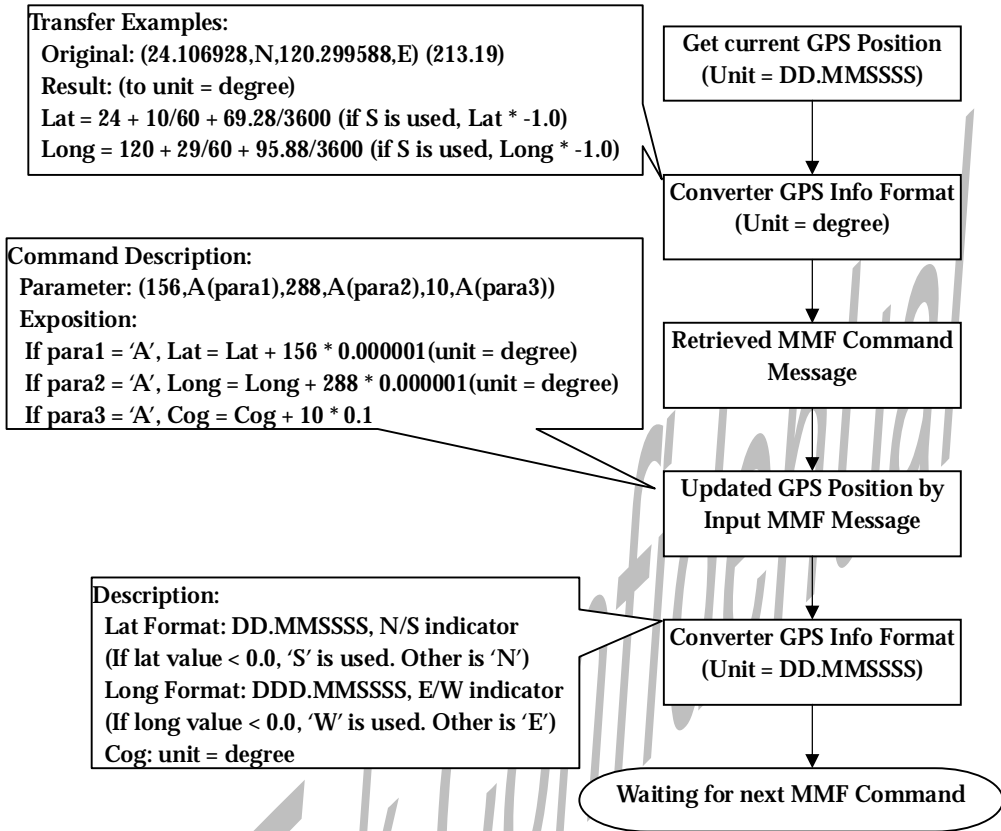 Transfer Examples:
Original: (24.106928,N,120.299588,E) (213.19)
Result: (to unit = degree)
Lat = 24 + 10/60 + 69.28/3600 (if S is used, Lat * -1.0)
Long = 120 + 29/60 + 95.88/3600 (if S is used, Long * -1.0)
Get current GPS Position
(Unit = DD.MMSSSS)
Converter GPS Info Format
(Unit = degree)
Command Description:
Parameter: (156,A(para1),288,A(para2),10,A(para3))
Exposition:
If para1 = ‘A’, Lat = Lat + 156 * 0.000001(unit = degree)
If para2 = ‘A’, Long = Long + 288 * 0.000001(unit = degree)
If para3 = ‘A’, Cog = Cog + 10 * 0.1
Retrieved MMF Command
Message
Updated GPS Position by
Input MMF Message
Description:
Lat Format: DD.MMSSSS, N/S indicator
(If lat value < 0.0, ‘S’ is used. Other is ‘N’)
Long Format: DDD.MMSSSS, E/W indicator
(If long value < 0.0, ‘W’ is used. Other is ‘E’)
Cog: unit = degree
Converter GPS Info Format
(Unit = DD.MMSSSS)
Waiting for next MMF Command